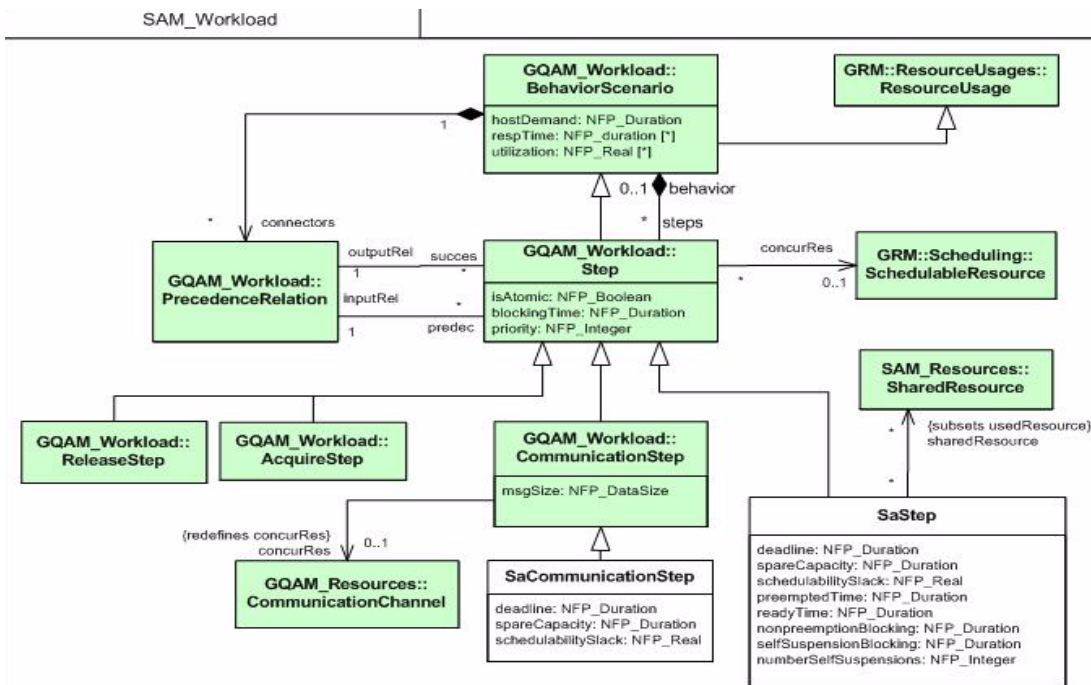 SAM_Workload
GQAM_Workload::
BehaviorScenario
hostDemand: NFP_Duration
respTime: NFP_duration [*]
utilization: NFP_Real [*]
GRM::ResourceUsages::
ResourceUsage
1
0..1
behavior
*
steps
*
connectors
GQAM_Workload::
PrecedenceRelation
outputRel
succes
1
*
inputRel
*
1
predec
GQAM_Workload::
Step
isAtomic: NFP_Boolean
blockingTime: NFP_Duration
priority: NFP_Integer
concurRes
*
0..1
GRM::Scheduling::
SchedulableResource
SAM_Resources::
SharedResource
*
{subsets usedResource}
sharedResource
*
GQAM_Workload::
ReleaseStep
GQAM_Workload::
AcquireStep
GQAM_Workload::
CommunicationStep
msgSize: NFP_DataSize
{redefines concurRes}
concurRes
0..1
GQAM_Resources::
CommunicationChannel
SaCommunicationStep
deadline: NFP_Duration
spareCapacity: NFP_Duration
schedulabilitySlack: NFP_Real
SaStep
deadline: NFP_Duration
spareCapacity: NFP_Duration
schedulabilitySlack: NFP_Real
preemptedTime: NFP_Duration
readyTime: NFP_Duration
nonpreemptionBlocking: NFP_Duration
selfSuspensionBlocking: NFP_Duration
numberSelfSuspensions: NFP_Integer